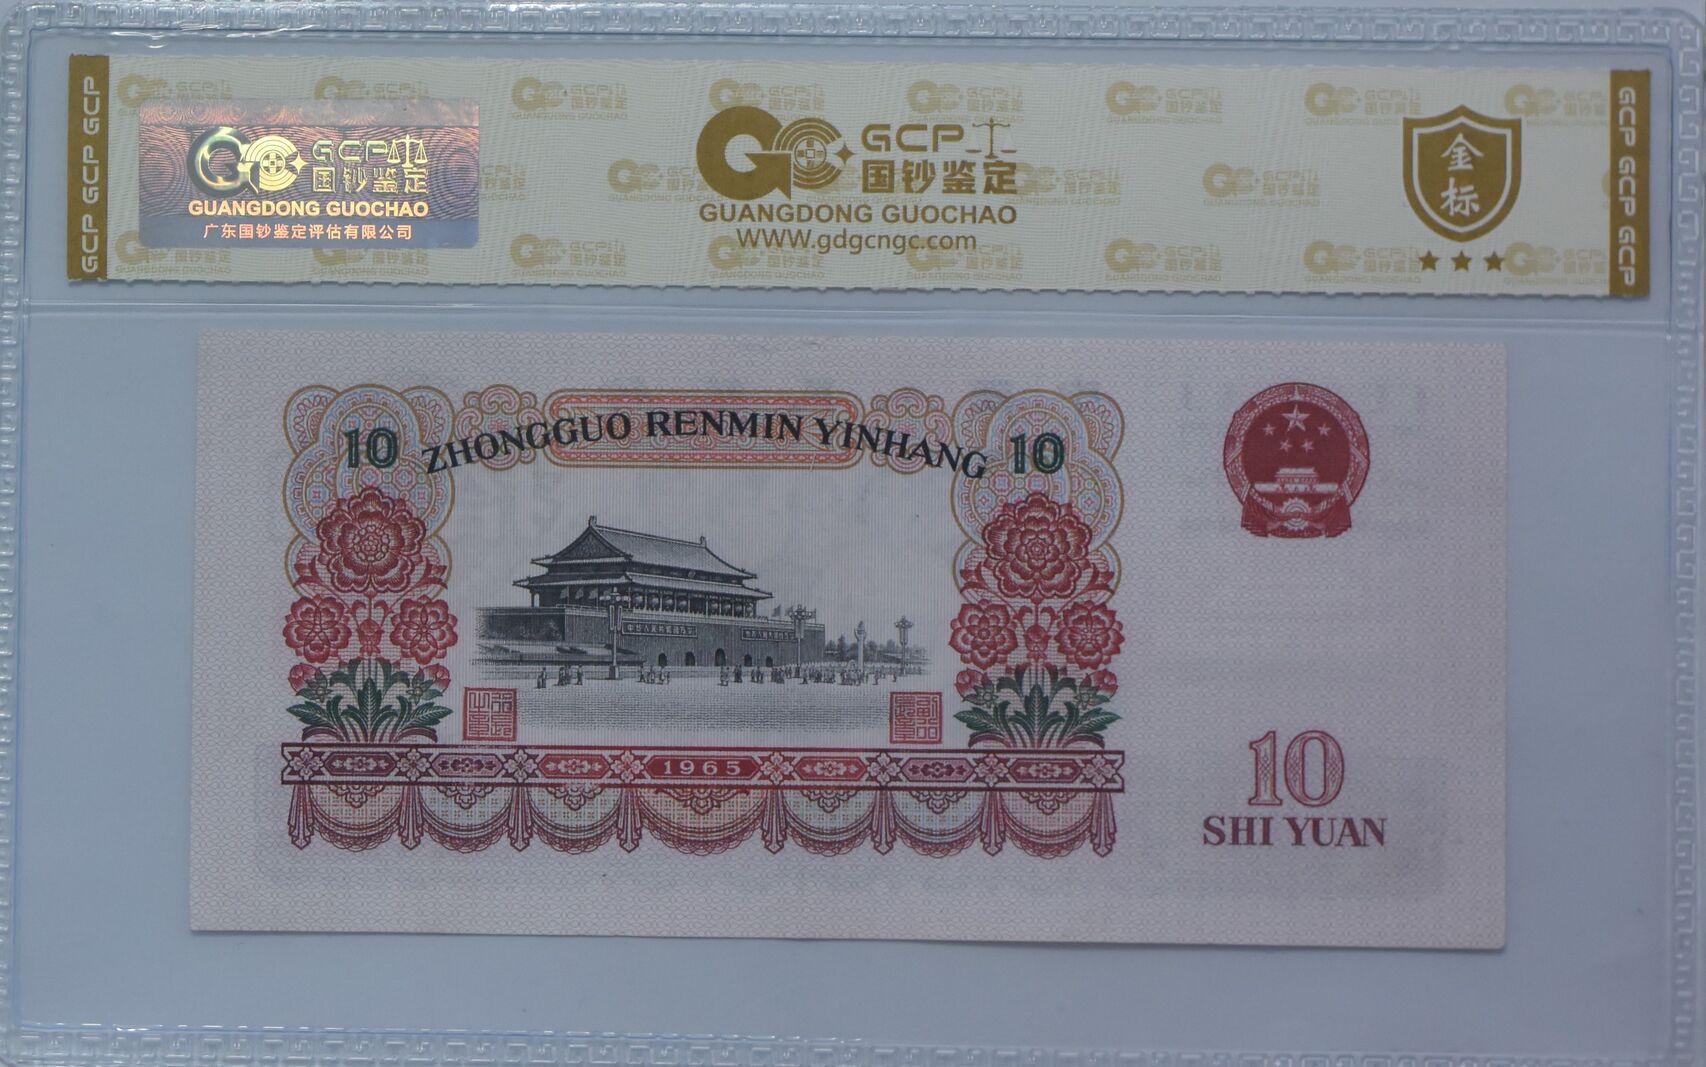 GCP GCP GCP
GCP
国钞鉴定
GUANGDONG GUOCHAO
广东国钞鉴定评估有限公司
GCP
国钞鉴定
GUANGDONG GUOCHAO
WWW.gdgcngc.com
金
标
GCP GCP GCP
10 ZHONGGUO RENMIN YINHANG 10
1965
10
SHI YUAN